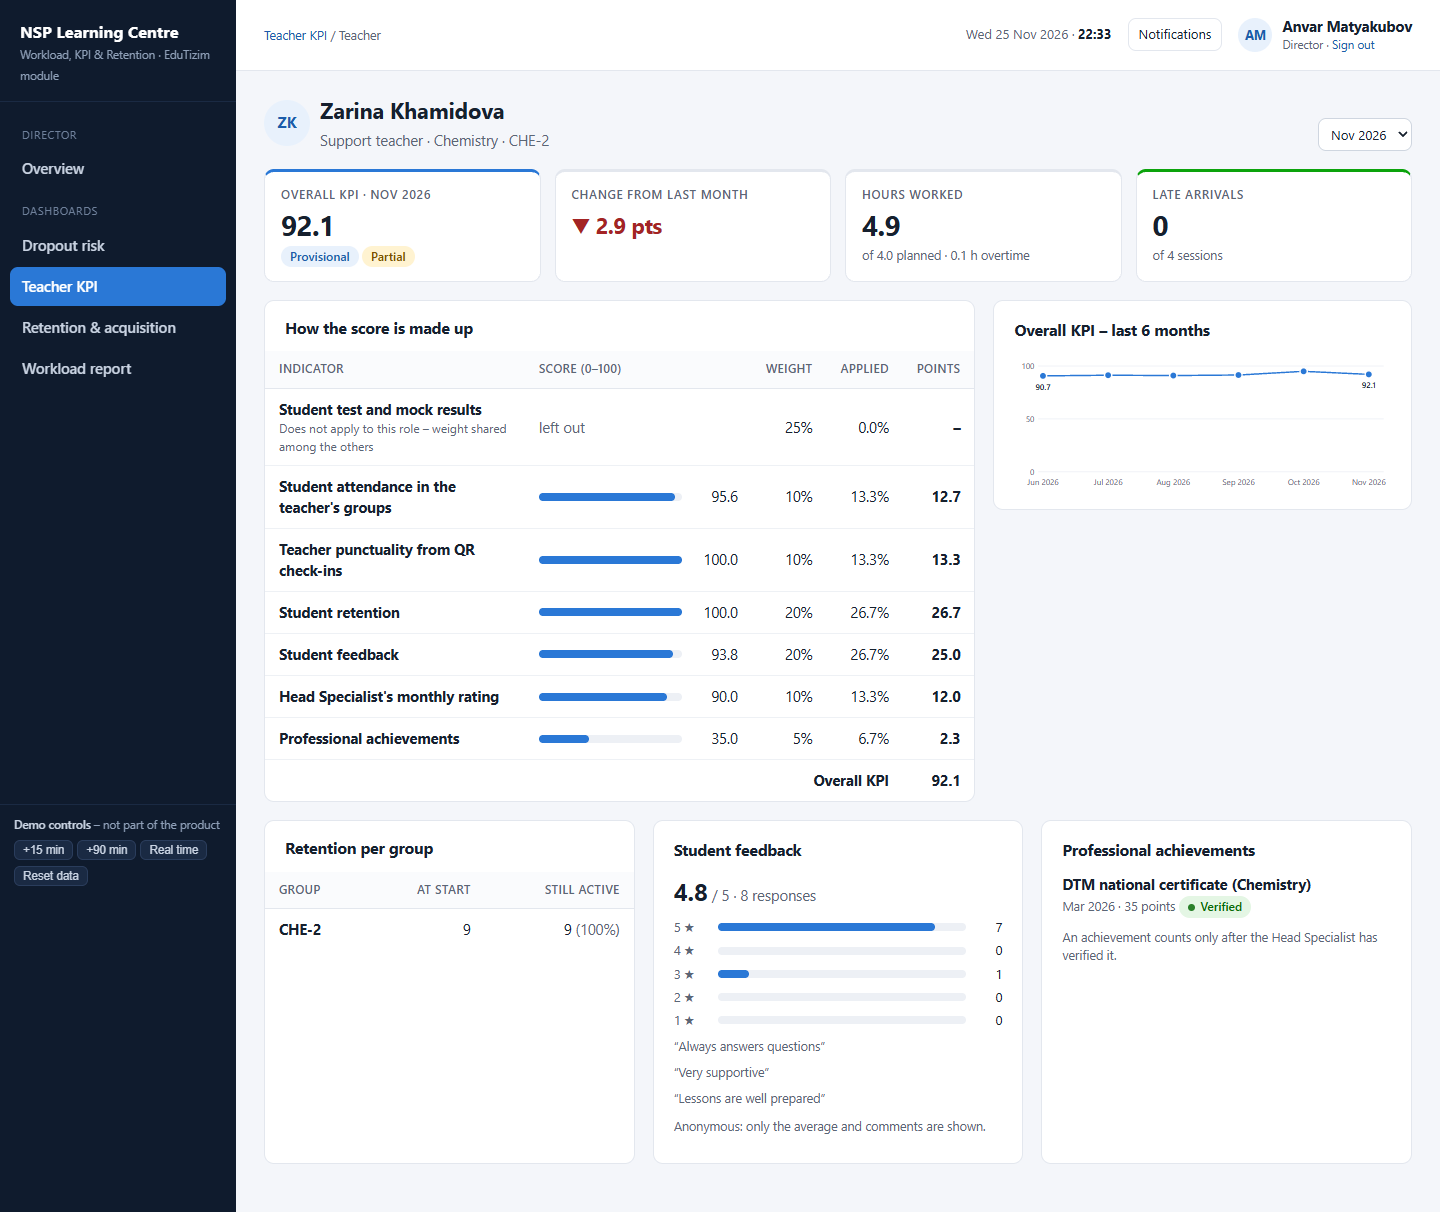 NSP Learning Centre
Workload, KPI & Retention · EduTizim
module
DIRECTOR
Overview
DASHBOARDS
Dropout risk
Teacher KPI
Retention & acquisition
Workload report
Demo controls – not part of the product
+15 min +90 min Real time
Reset data
Teacher KPI / Teacher
Wed 25 Nov 2026 · 22:33
Notifications
AM
Anvar Matyakubov
Director · Sign out
ZK
Zarina Khamidova
Support teacher · Chemistry · CHE-2
Nov 2026
OVERALL KPI · NOV 2026
92.1
Provisional Partial
CHANGE FROM LAST MONTH
▼ 2.9 pts
HOURS WORKED
4.9
of 4.0 planned · 0.1 h overtime
LATE ARRIVALS
0
of 4 sessions
How the score is made up
INDICATOR SCORE (0–100) WEIGHT APPLIED POINTS
Student test and mock results
Does not apply to this role – weight shared
among the others
left out 25% 0.0% –
Student attendance in the
teacher's groups
95.6 10% 13.3% 12.7
Teacher punctuality from QR
check-ins
100.0 10% 13.3% 13.3
Student retention 100.0 20% 26.7% 26.7
Student feedback 93.8 20% 26.7% 25.0
Head Specialist's monthly rating 90.0 10% 13.3% 12.0
Professional achievements 35.0 5% 6.7% 2.3
Overall KPI 92.1
Overall KPI – last 6 months
100
90.7
92.1
50
0
Jun 2026 Jul 2026 Aug 2026 Sep 2026 Oct 2026 Nov 2026
Retention per group
GROUP AT START STILL ACTIVE
CHE-2 9 9 (100%)
Student feedback
4.8 / 5 · 8 responses
5 ★ 7
4 ★ 0
3 ★ 1
2 ★ 0
1 ★ 0
“Always answers questions”
“Very supportive”
“Lessons are well prepared”
Anonymous: only the average and comments are shown.
Professional achievements
DTM national certificate (Chemistry)
Mar 2026 · 35 points ● Verified
An achievement counts only after the Head Specialist has
verified it.